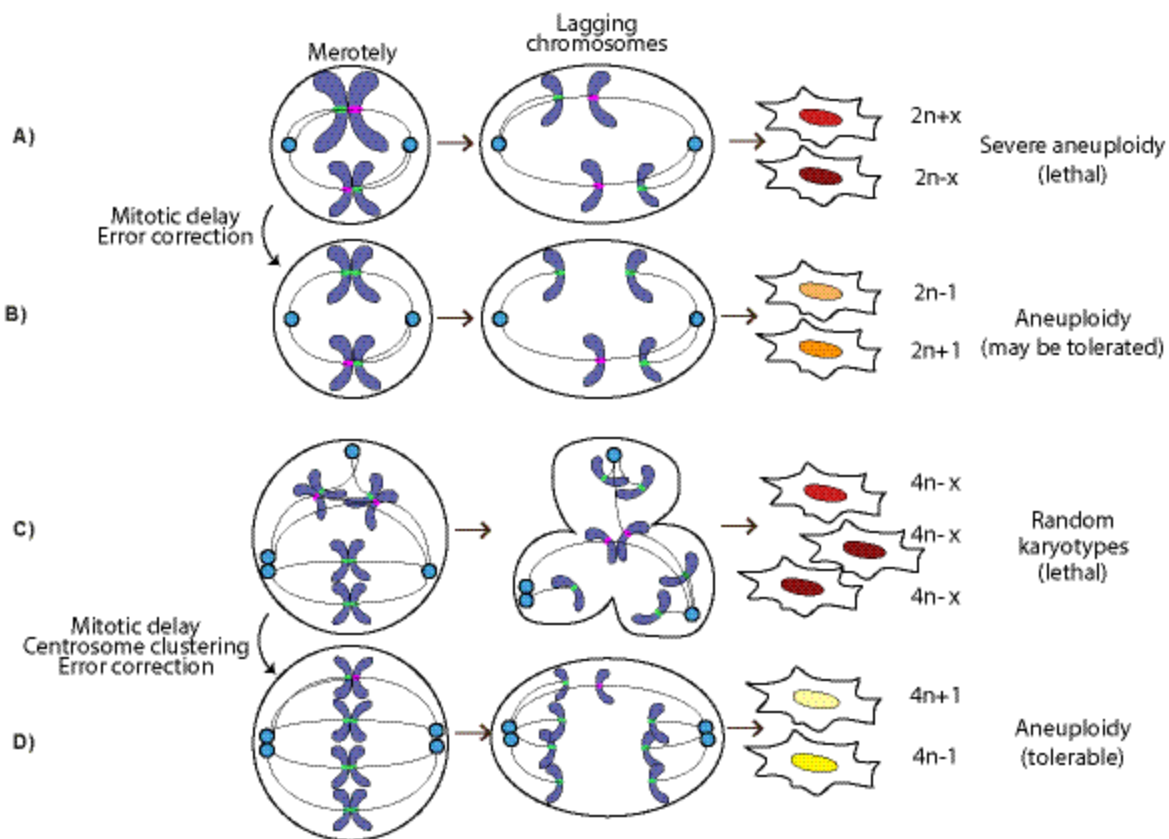 Merotely
Lagging
chromosomes
A)
2n+x
2n-x
Severe aneuploidy
(lethal)
Mitotic delay
Error correction
B)
2n-1
2n+1
Aneuploidy
(may be tolerated)
C)
4n- x
4n- x
4n- x
Random
karyotypes
(lethal)
Mitotic delay
Centrosome clustering
Error correction
D)
4n+1
4n-1
Aneuploidy
(tolerable)